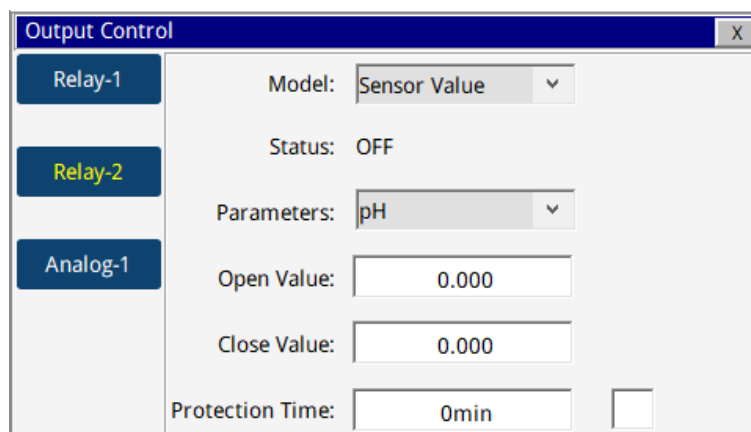 Output Control
X
Relay-1
Relay-2
Analog-1
Model: Sensor Value
Status: OFF
Parameters: pH
Open Value: 0.000
Close Value: 0.000
Protection Time: 0min